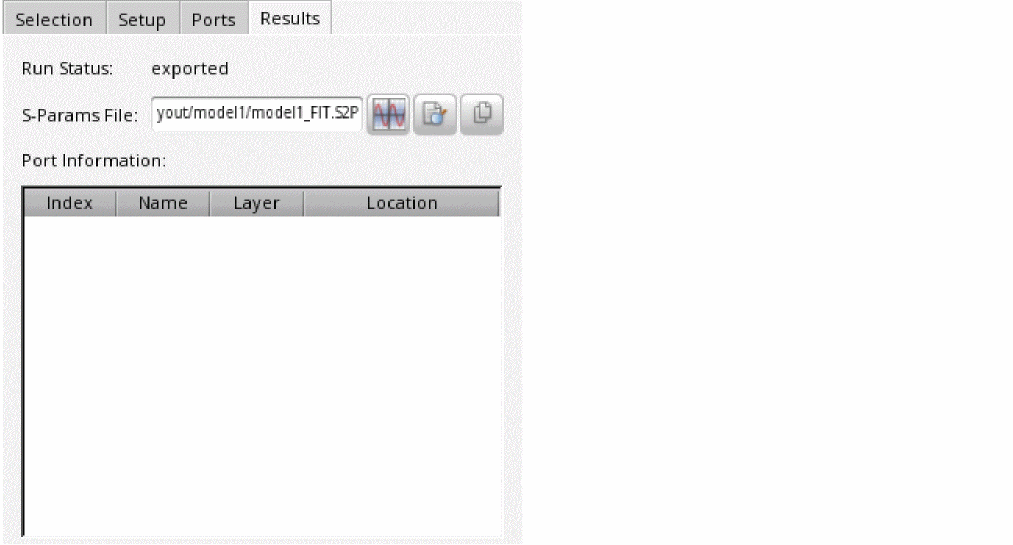 Selection Setup Ports Results
Run Status: exported
S-Params File: yout/model1/model1_FIT.S2P
Port Information:
Index Name Layer Location